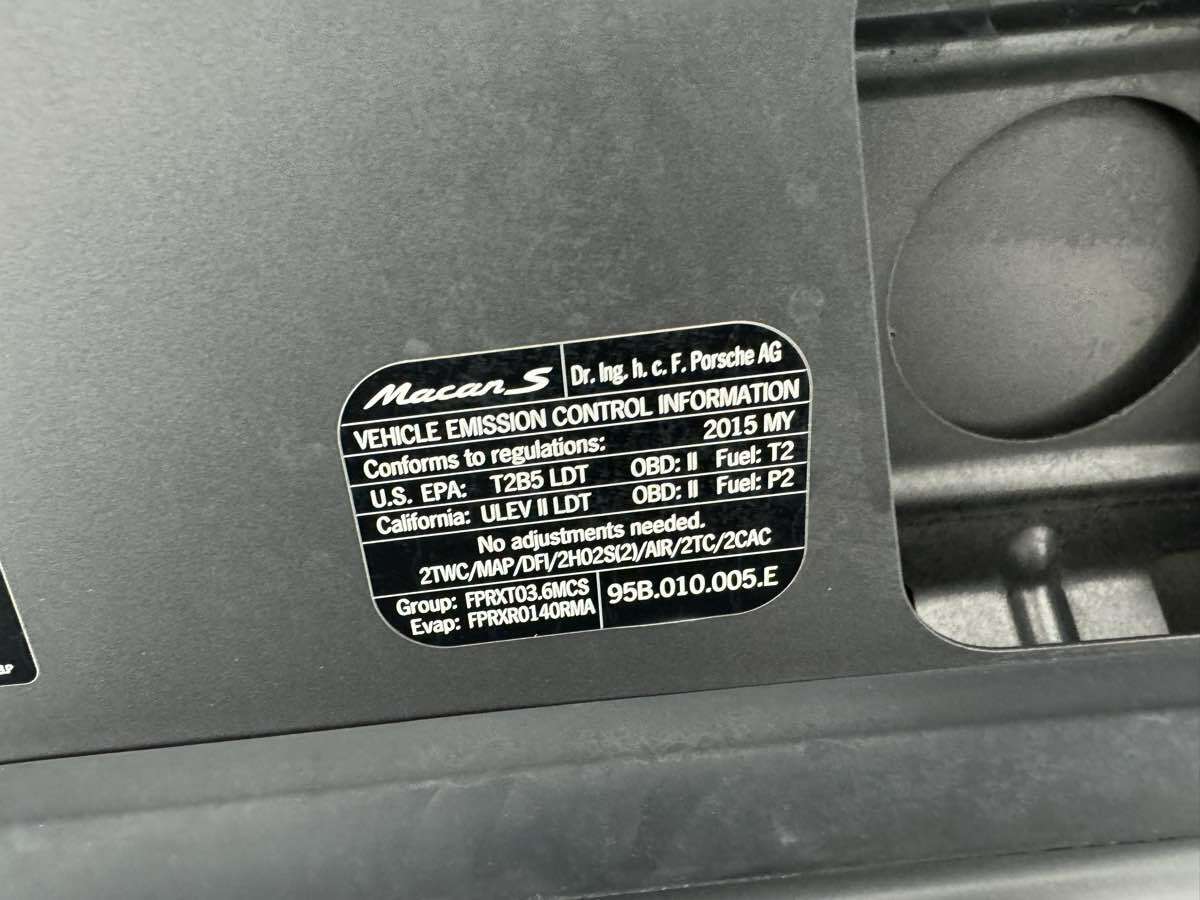 Macan S
Dr. Ing. h. c. F. Porsche AG
VEHICLE EMISSION CONTROL INFORMATION
Conforms to regulations: 2015 MY
U.S. EPA: T2B5 LDT OBD: II Fuel: T2
California: ULEV II LDT OBD: II Fuel: P2
No adjustments needed.
2TWC/MAP/DFI/2HO2S(2)/AIR/2TC/2CAC
Group: FPRXT03.6MCS
Evap: FPRXR0140RMA
95B.010.005.E